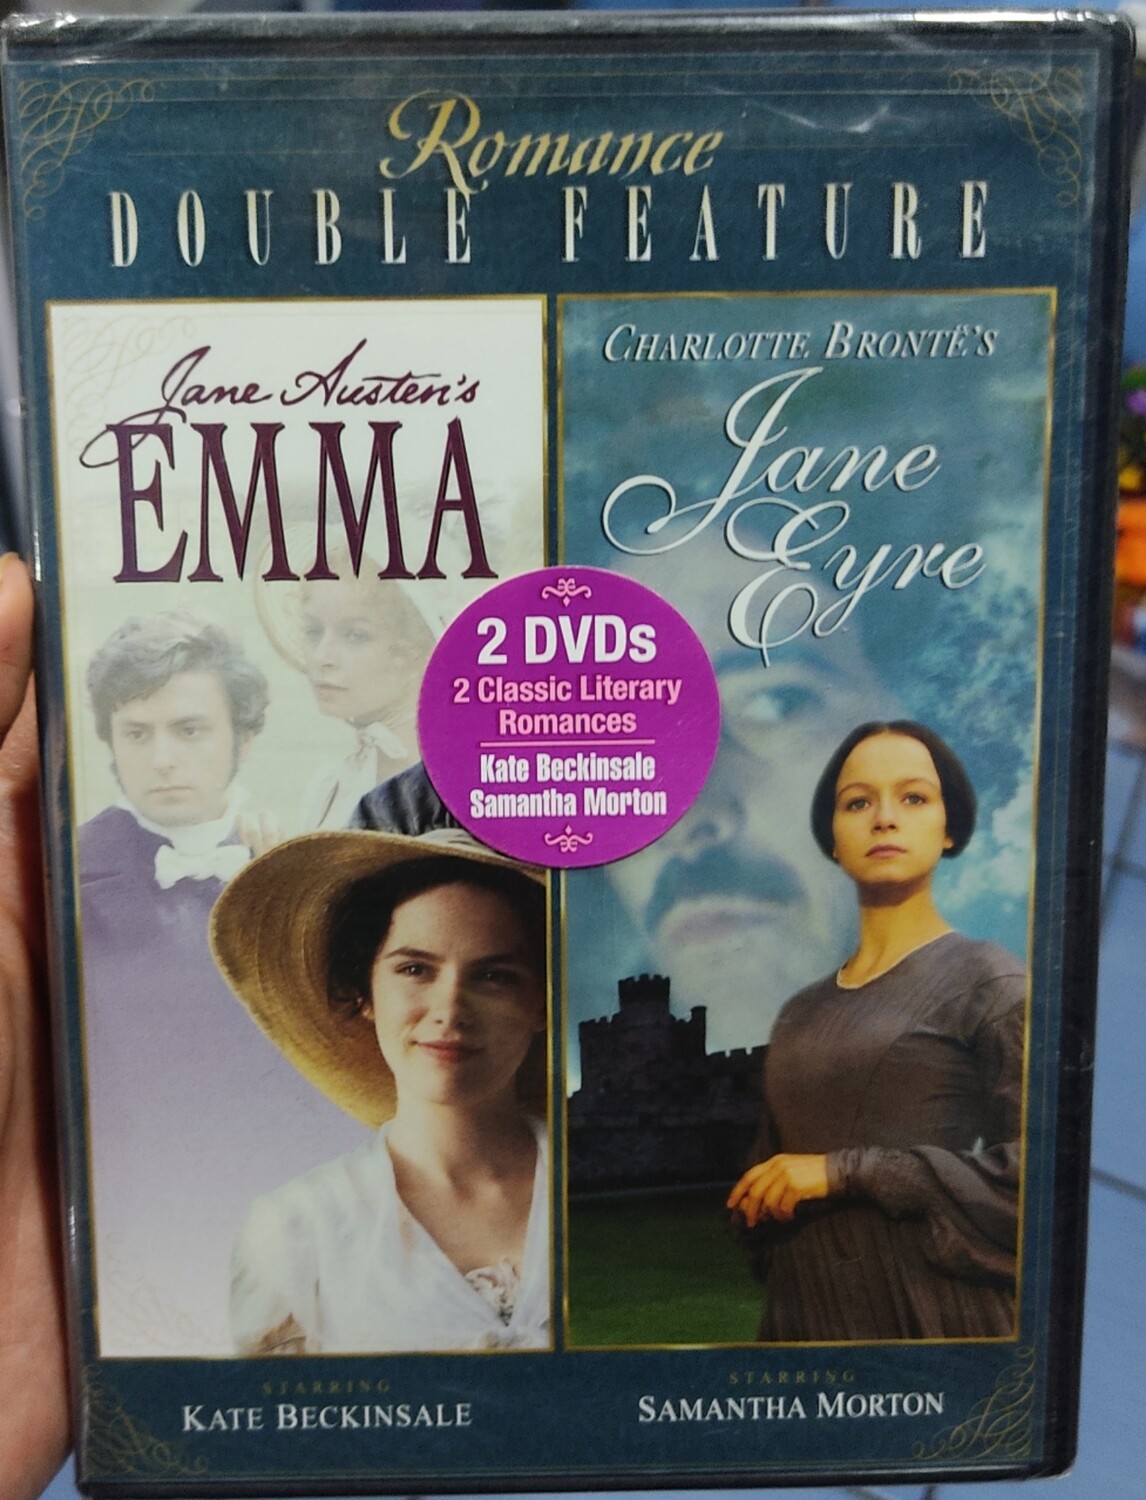 Romance
DOUBLE FEATURE
Jane Austen's
EMMA
CHARLOTTE BRONTË'S
Jane
Eyre
2 DVDs
2 Classic Literary
Romances
Kate Beckinsale
Samantha Morton
STARRING
KATE BECKINSALE
STARRING
SAMANTHA MORTON